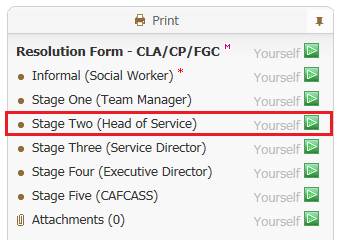 Print
Resolution Form - CLA/CP/FGC M Yourself
Informal (Social Worker) * Yourself
Stage One (Team Manager) Yourself
Stage Two (Head of Service) Yourself
Stage Three (Service Director) Yourself
Stage Four (Executive Director) Yourself
Stage Five (CAFCASS) Yourself
Attachments (0) Yourself